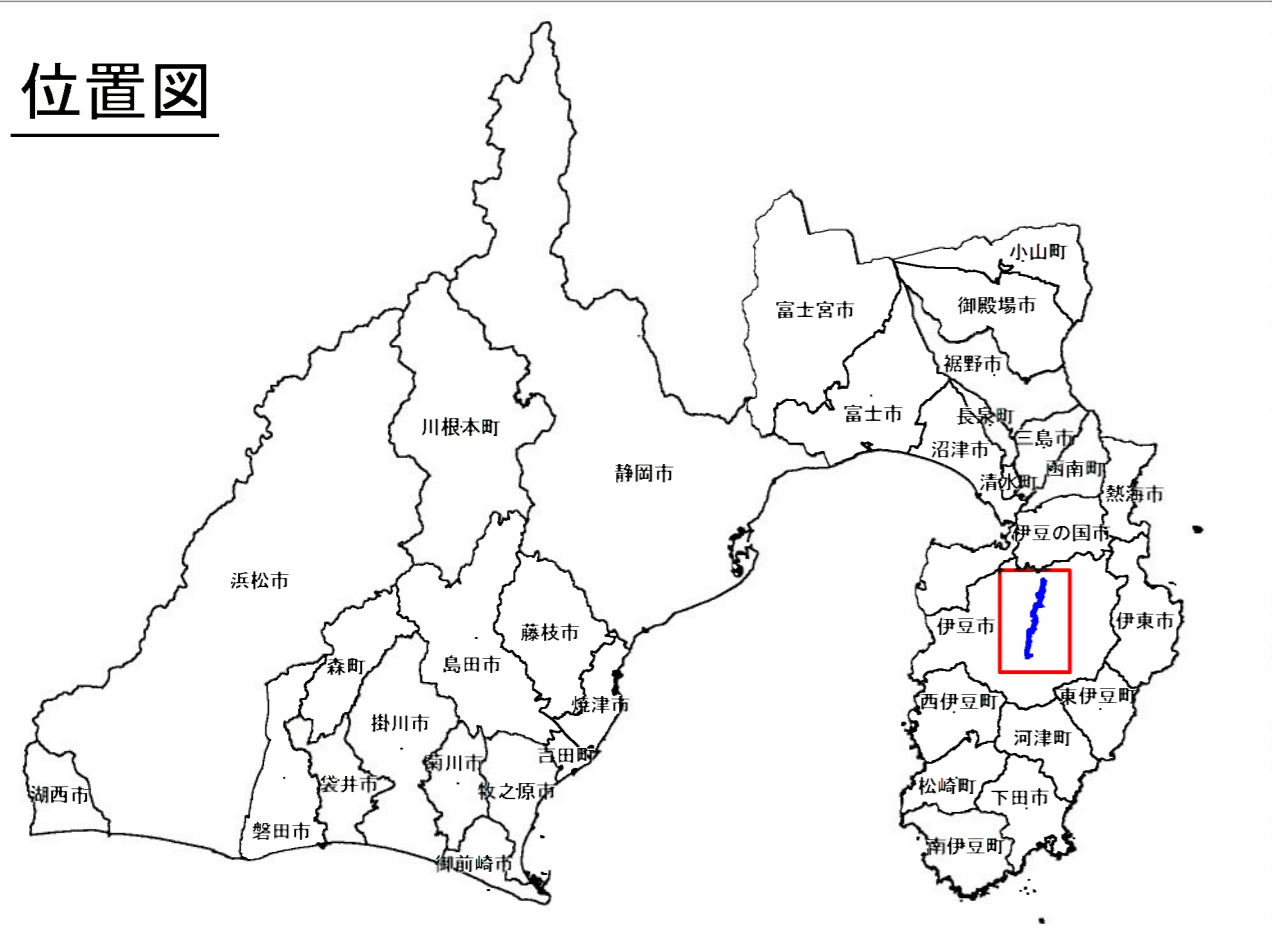 位置図
小山町
御殿場市
富士宮市
裾野市
富士市
長泉町
川根本町
三島市
沼津市
函南町
静岡市
清水町
熱海市
伊豆の国市
浜松市
伊東市
伊豆市
藤枝市
島田市
森町
東伊豆町
西伊豆町
焼津市
掛川市
河津町
吉田町
菊川市
袋井市
松崎町
牧之原市
湖西市
下田市
磐田市
南伊豆町
御前崎市